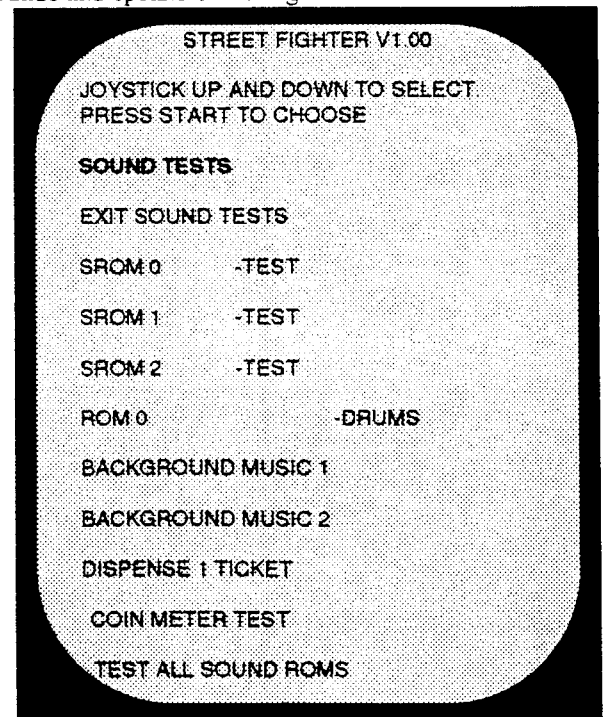 STREET FIGHTER V1.00
JOYSTICK UP AND DOWN TO SELECT.
PRESS START TO CHOOSE
SOUND TESTS
EXIT SOUND TESTS
SROM 0 -TEST
SROM 1 -TEST
SROM 2 -TEST
ROM 0 -DRUMS
BACKGROUND MUSIC 1
BACKGROUND MUSIC 2
DISPENSE 1 TICKET
COIN METER TEST
TEST ALL SOUND ROMS